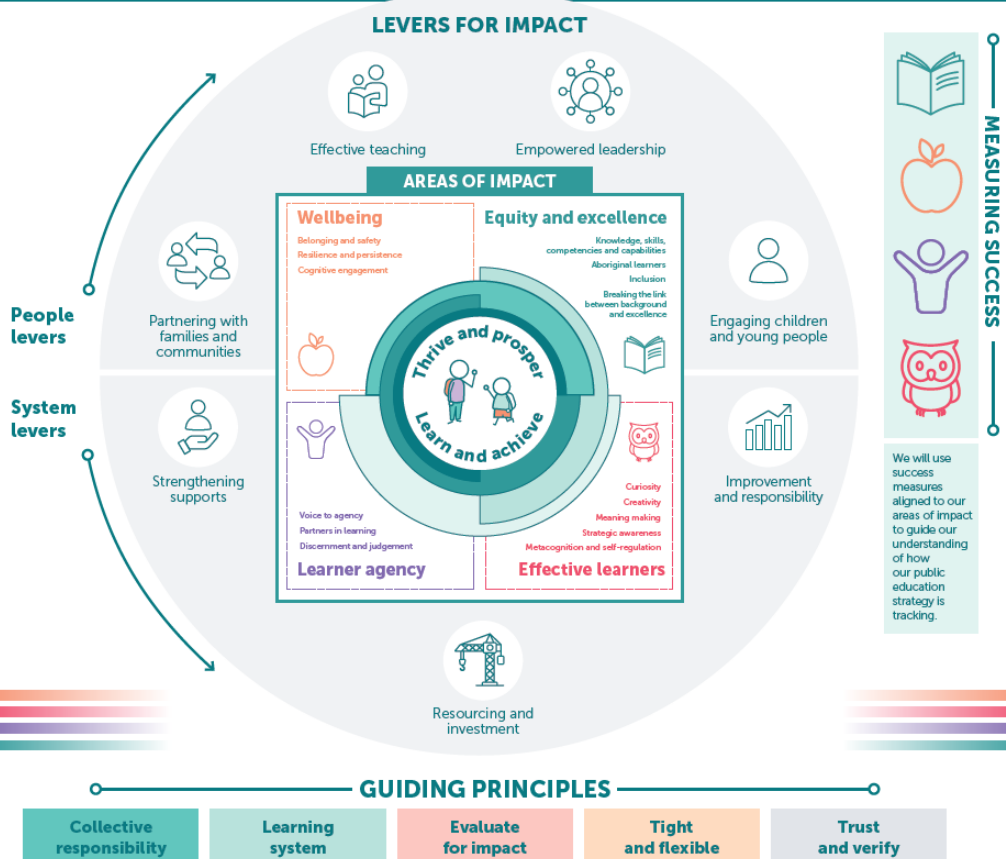 LEVERS FOR IMPACT
Effective teaching
Empowered leadership
AREAS OF IMPACT
Wellbeing
Belonging and safety
Resilience and persistence
Cognitive engagement
Equity and excellence
Knowledge, skills,
competencies and capabilities
Aboriginal learners
Inclusion
Breaking the link
between background
and excellence
People
levers
Partnering with
families and
communities
Thrive and prosper
Learn and achieve
Engaging children
and young people
System
levers
Strengthening
supports
Voice to agency
Partners in learning
Discernment and judgement
Learner agency
Curiosity
Creativity
Meaning making
Strategic awareness
Metacognition and self-regulation
Effective learners
Improvement
and responsibility
Resourcing and
investment
MEASURING SUCCESS
We will use
success
measures
aligned to our
areas of impact
to guide our
understanding
of how
our public
education
strategy is
tracking.
GUIDING PRINCIPLES
Collective
responsibility
Learning
system
Evaluate
for impact
Tight
and flexible
Trust
and verify